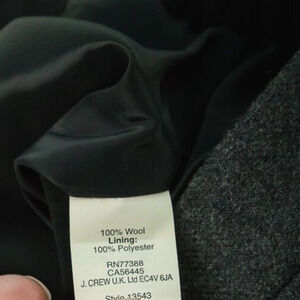 100% Wool
Lining:
100% Polyester
RN77388
CA56445
J. CREW U.K. Ltd EC4V 6JA
Style 13543